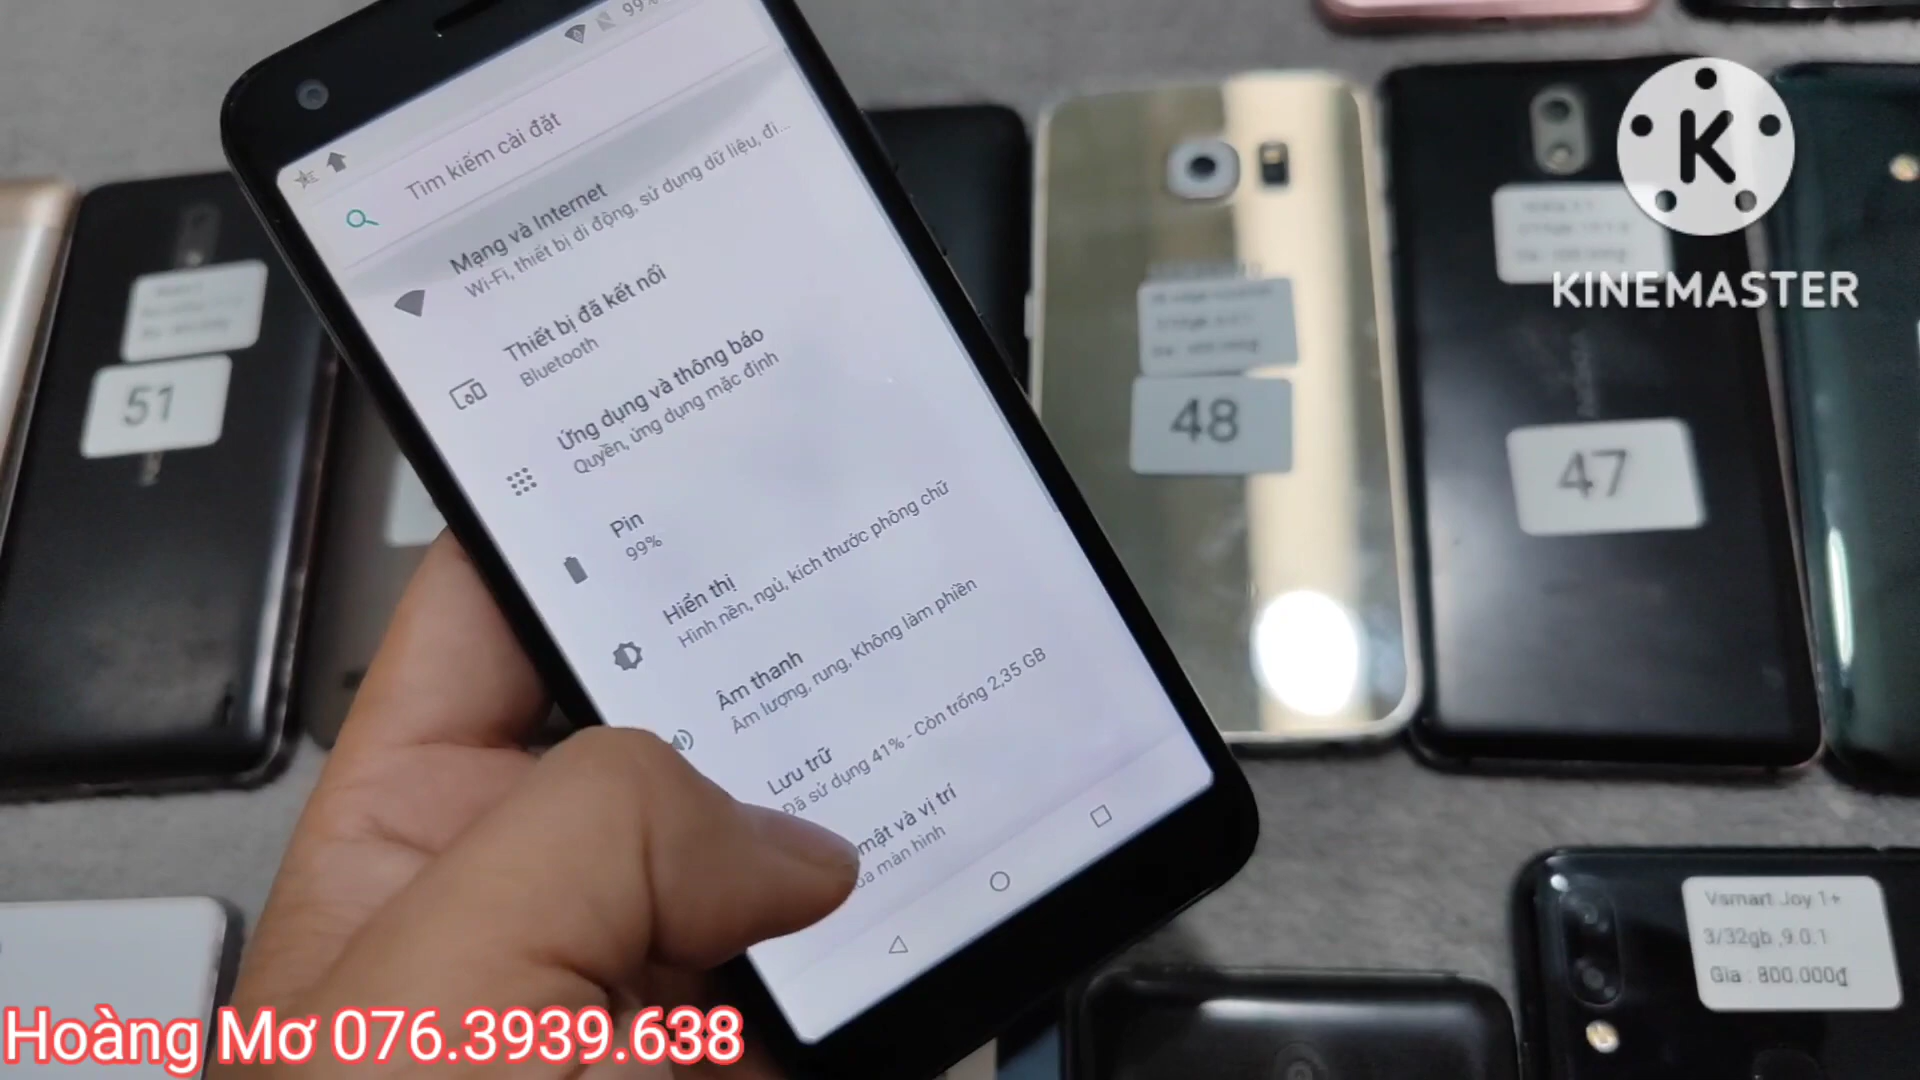 99%
Tìm kiếm cài đặt
Mạng và Internet
Wi-Fi, thiết bị di động, sử dụng dữ liệu, đi...
Thiết bị đã kết nối
Bluetooth
Ứng dụng và thông báo
Quyền, ứng dụng mặc định
Pin
99%
Hiển thị
Hình nền, ngủ, kích thước phông chữ
Âm thanh
Âm lượng, rung, Không làm phiền
Lưu trữ
Đã sử dụng 41% - Còn trống 2,35 GB
mật và vị trí
màn hình
51
48
47
K
KINEMASTER
Vsmart Joy 1+
3/32gb ,9.0.1
Gia : 800.000₫
Hoàng Mơ 076.3939.638